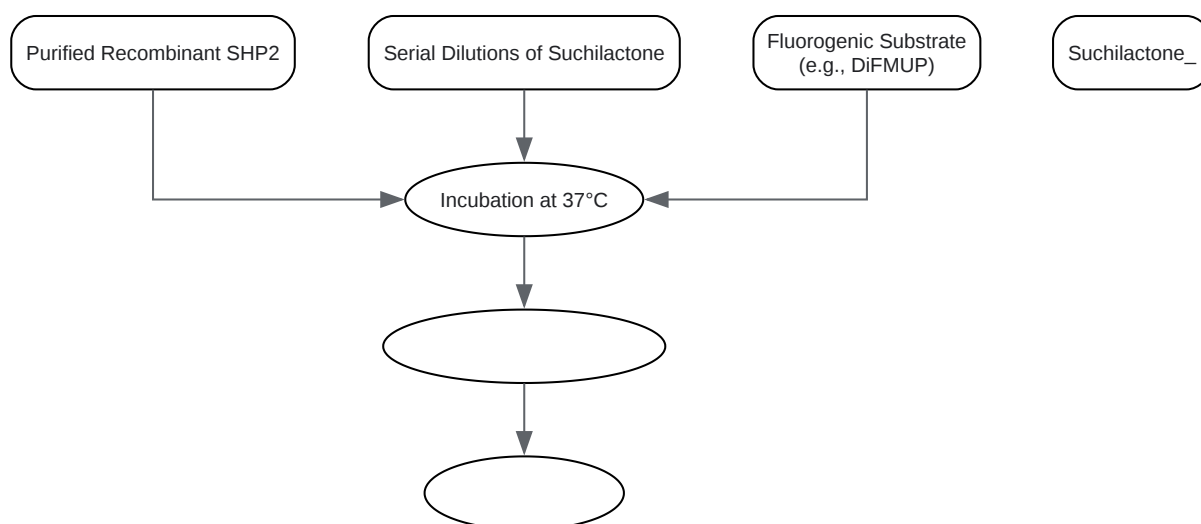 Purified Recombinant SHP2
Serial Dilutions of Suchilactone
Fluorogenic Substrate
(e.g., DiFMUP)
Suchilactone_
Incubation at 37°C